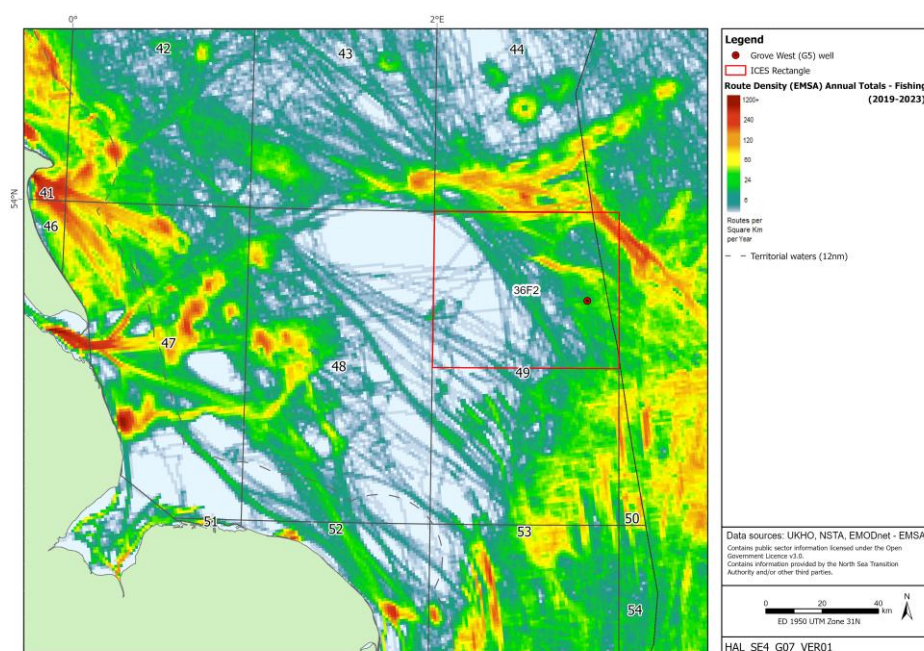 0°
2°E
42
43
44
54°N
41
46
36F2
47
48
49
51
52
53
50
54
Legend
Grove West (G5) well
ICES Rectangle
Route Density (EMSA) Annual Totals - Fishing
(2019-2023)
1200+
240
120
60
24
6
Routes per
Square Km
per Year
Territorial waters (12nm)
Data sources: UKHO, NSTA, EMODnet - EMSA
Contains public sector information licensed under the Open
Government Licence v3.0.
Contains information provided by the North Sea Transition
Authority and/or other third parties.
0 20 40
km
N
ED 1950 UTM Zone 31N
HAL_SE4_G07_VER01